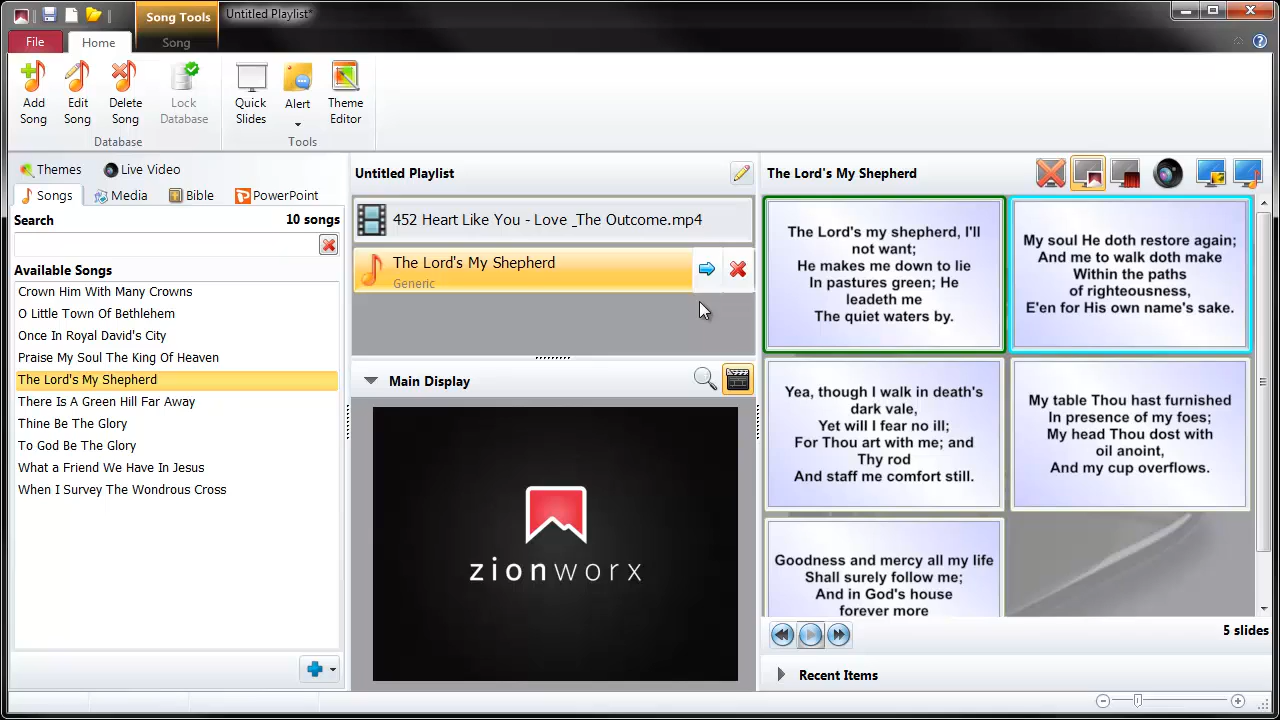 Song Tools
Untitled Playlist*
File
Home
Song
Add Song
Edit Song
Delete Song
Lock Database
Quick Slides
Alert
Theme Editor
Database
Tools
Themes
Live Video
Songs
Media
Bible
PowerPoint
Search
10 songs
Available Songs
Crown Him With Many Crowns
O Little Town Of Bethlehem
Once In Royal David's City
Praise My Soul The King Of Heaven
The Lord's My Shepherd
There Is A Green Hill Far Away
Thine Be The Glory
To God Be The Glory
What a Friend We Have In Jesus
When I Survey The Wondrous Cross
Untitled Playlist
452 Heart Like You - Love _The Outcome.mp4
The Lord's My Shepherd
Generic
Main Display
zionworx
The Lord's My Shepherd
The Lord's my shepherd, I'll
not want;
He makes me down to lie
In pastures green; He
leadeth me
The quiet waters by.
My soul He doth restore again;
And me to walk doth make
Within the paths
of righteousness,
E'en for His own name's sake.
Yea, though I walk in death's
dark vale,
Yet will I fear no ill;
For Thou art with me; and
Thy rod
And staff me comfort still.
My table Thou hast furnished
In presence of my foes;
My head Thou dost with
oil anoint,
And my cup overflows.
Goodness and mercy all my life
Shall surely follow me;
And in God's house
forever more
5 slides
Recent Items